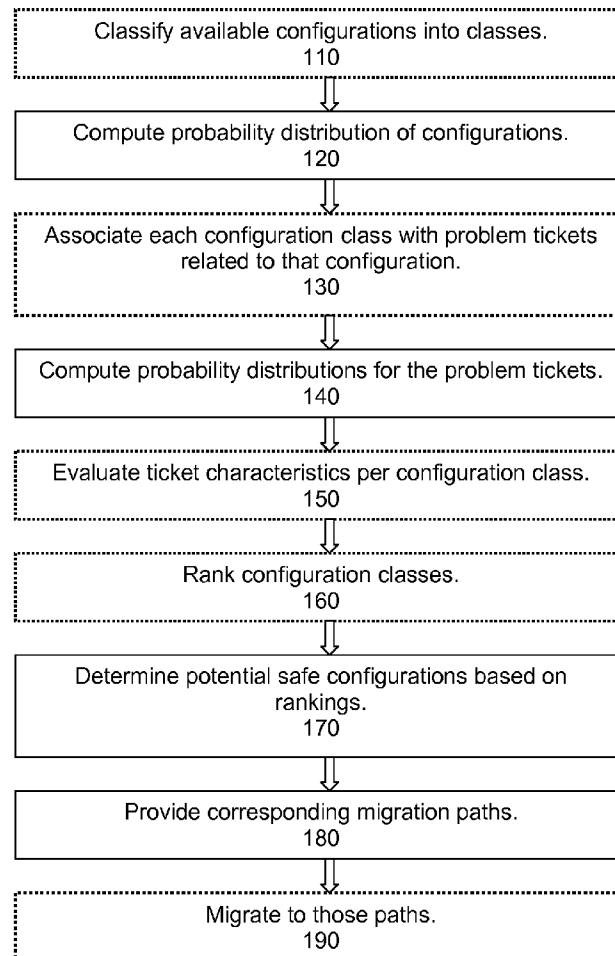 Classify available configurations into classes.
110
Compute probability distribution of configurations.
120
Associate each configuration class with problem tickets
related to that configuration.
130
Compute probability distributions for the problem tickets.
140
Evaluate ticket characteristics per configuration class.
150
Rank configuration classes.
160
Determine potential safe configurations based on
rankings.
170
Provide corresponding migration paths.
180
Migrate to those paths.
190